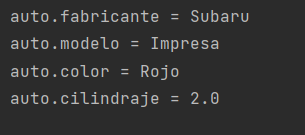 auto.fabricante = Subaru
auto.modelo = Impresa
auto.color = Rojo
auto.cilindraje = 2.0